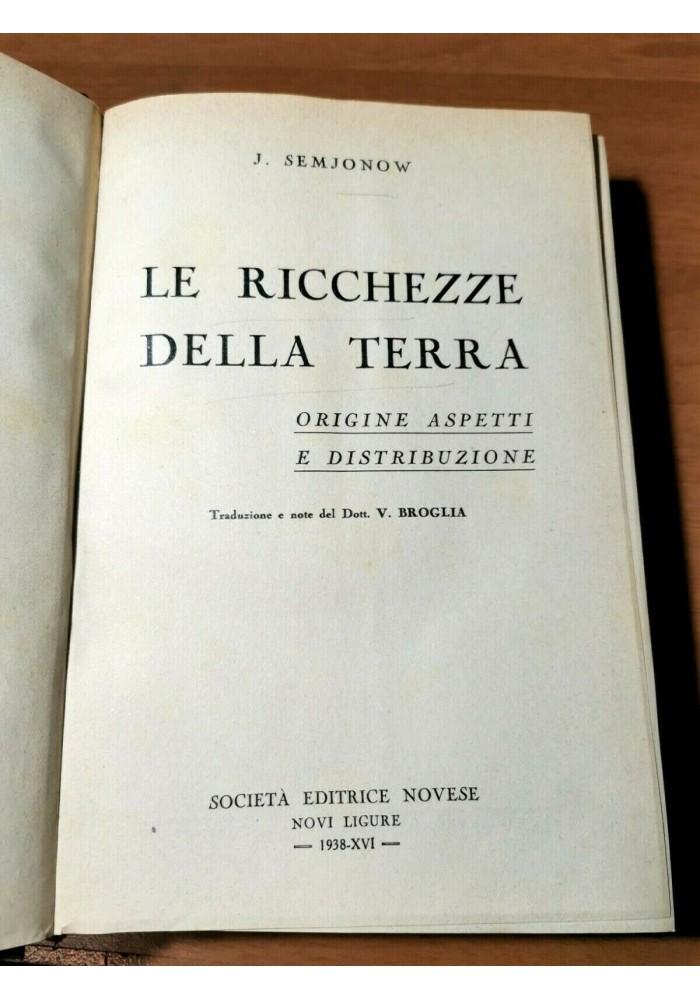 J. SEMJONOW
LE RICCHEZZE
DELLA TERRA
ORIGINE ASPETTI
E DISTRIBUZIONE
Traduzione e note del Dott. V. BROGLIA
SOCIETÀ EDITRICE NOVESE
NOVI LIGURE
— 1938-XVI —